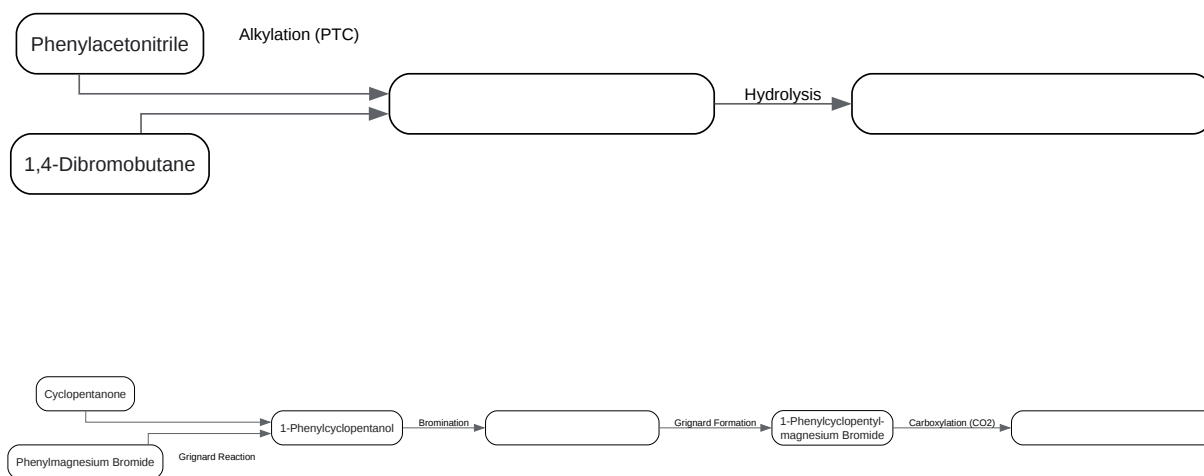 Phenylacetonitrile
Alkylation (PTC)
Hydrolysis
1,4-Dibromobutane
Cyclopentanone
1-Phenylcyclopentanol
Bromination
Grignard Formation
1-Phenylcyclopentyl-
magnesium Bromide
Carboxylation (CO2)
Phenylmagnesium Bromide
Grignard Reaction